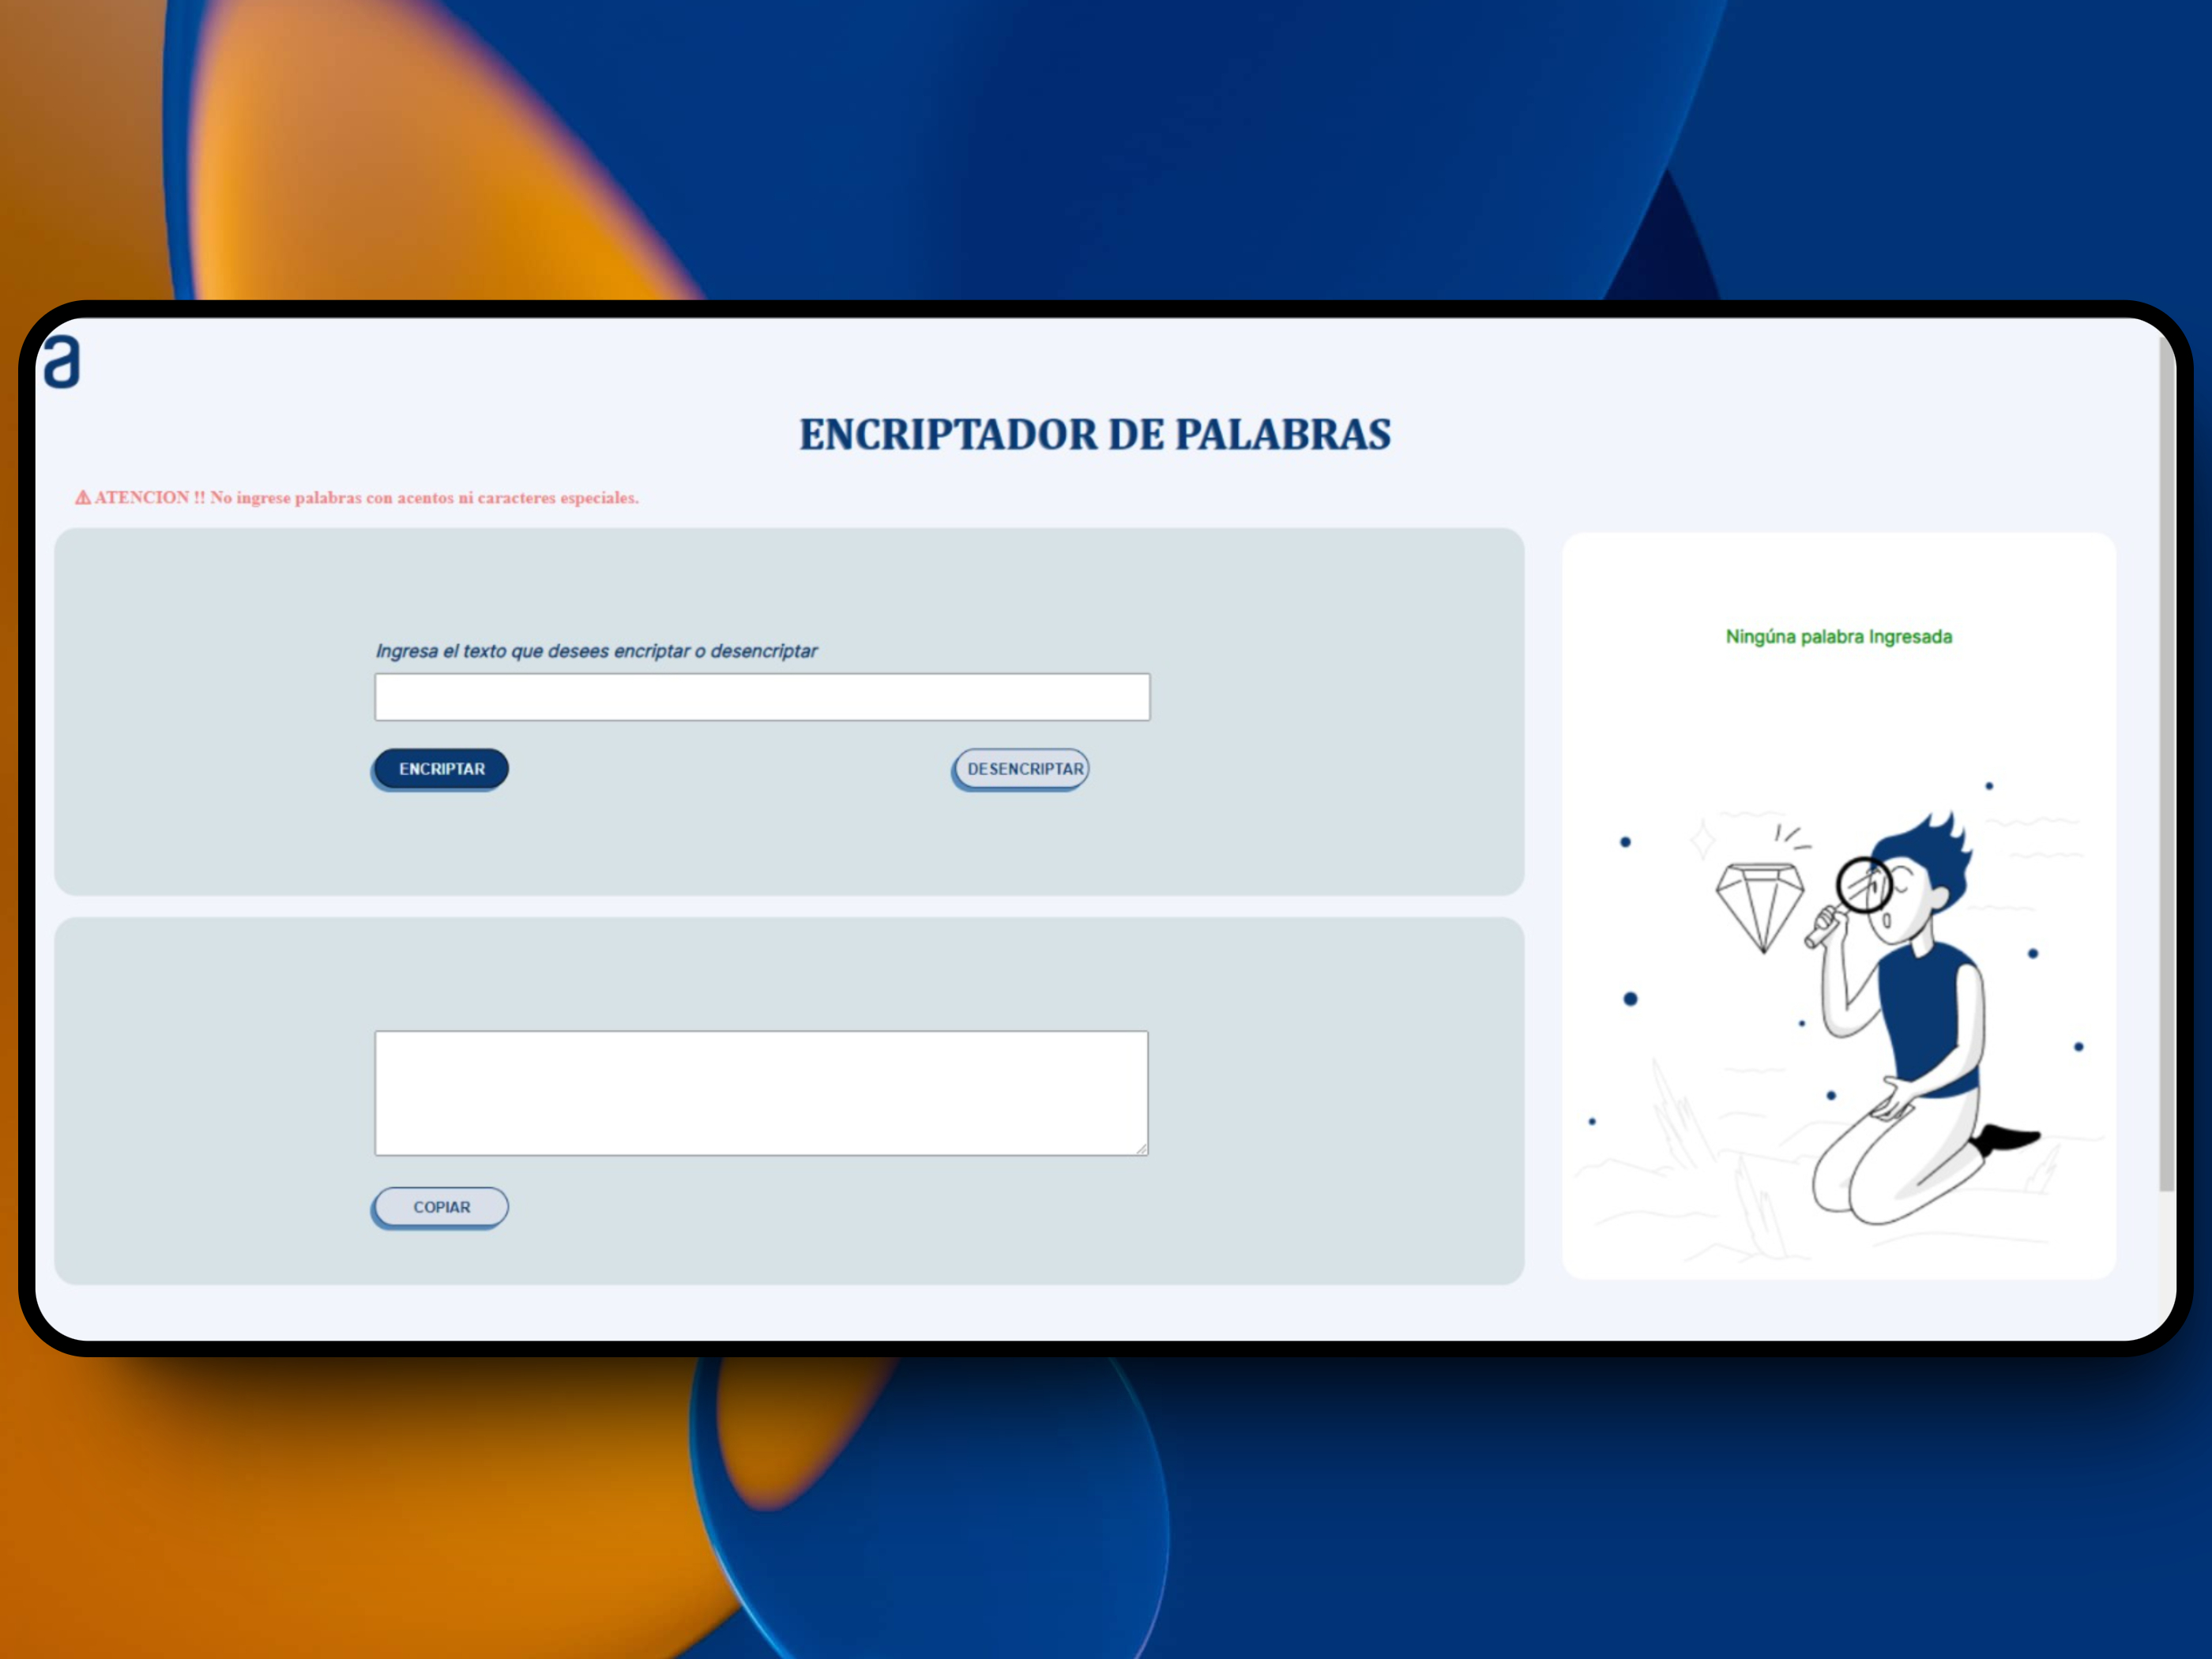 a
ENCRIPTADOR DE PALABRAS
⚠ ATENCION !! No ingrese palabras con acentos ni caracteres especiales.
Ingresa el texto que desees encriptar o desencriptar
ENCRIPTAR
DESENCRIPTAR
Ningúna palabra Ingresada
COPIAR